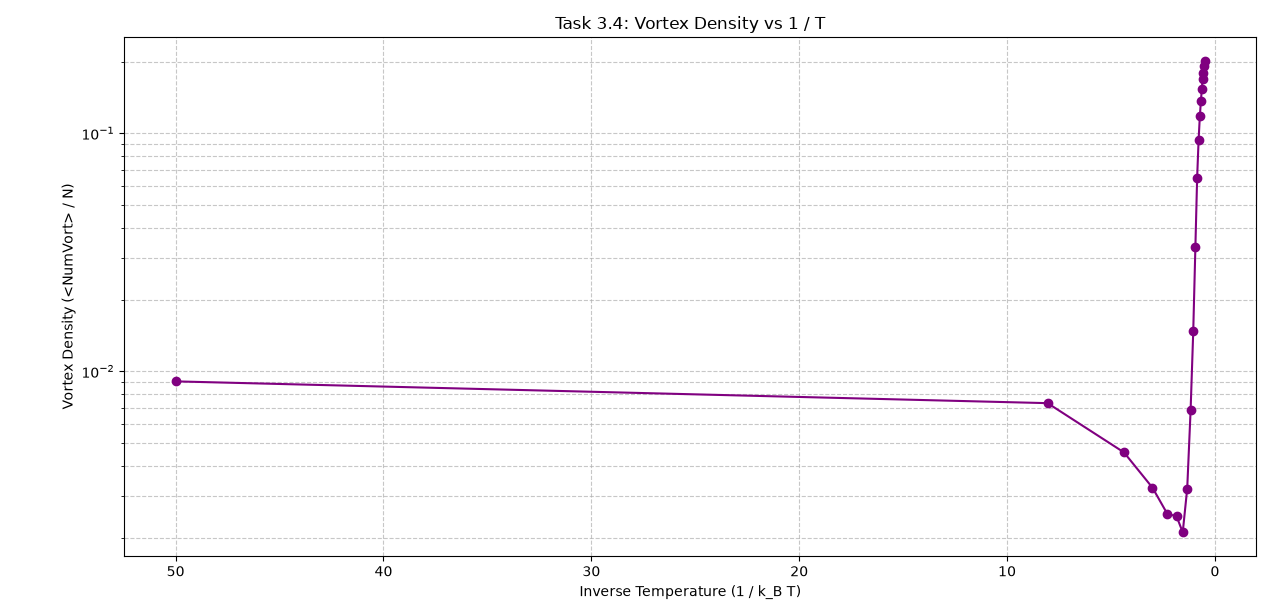 Task 3.4: Vortex Density vs 1 / T
Vortex Density (<NumVort> / N)
10⁻¹
10⁻²
50 40 30 20 10 0
Inverse Temperature (1 / k_B T)